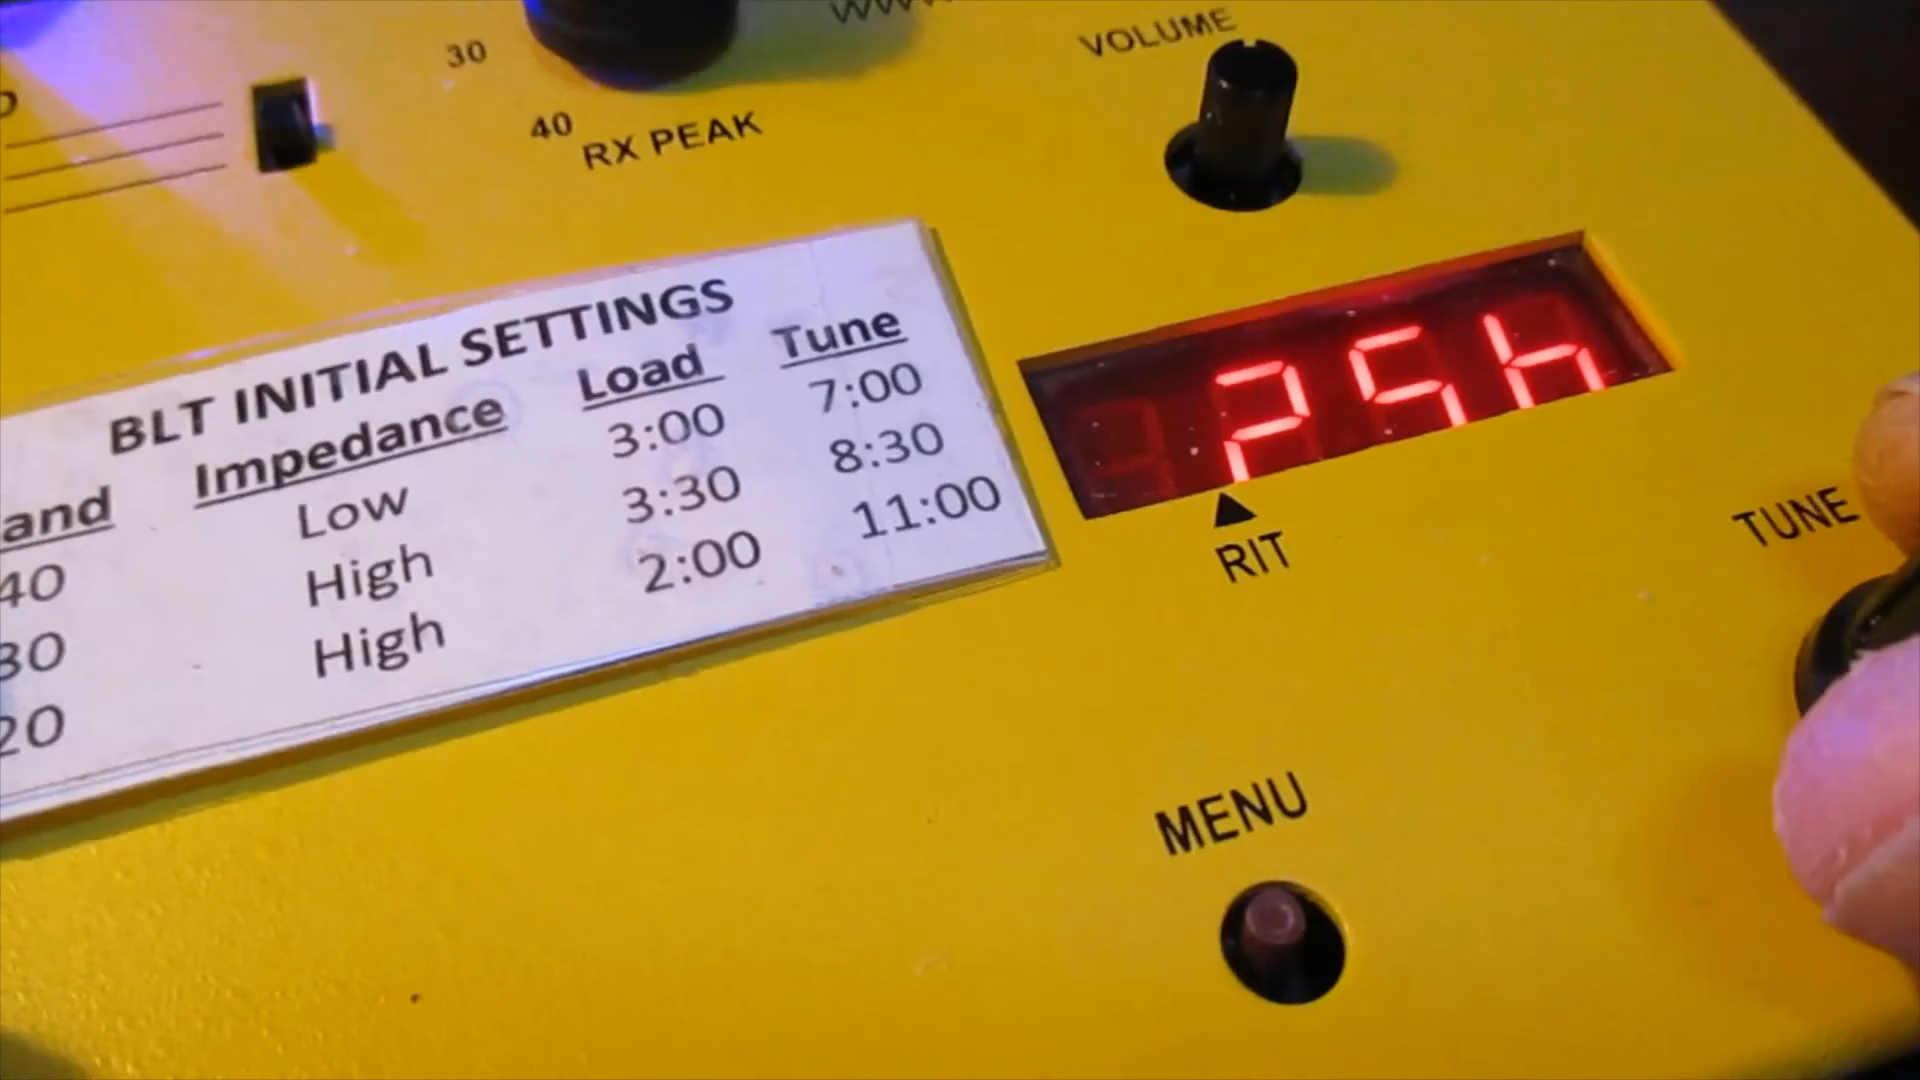 WWW
VOLUME
30
40
RX PEAK
BLT INITIAL SETTINGS
and Impedance Load Tune
40 Low 3:00 7:00
30 High 3:30 8:30
20 High 2:00 11:00
RIT
TUNE
MENU